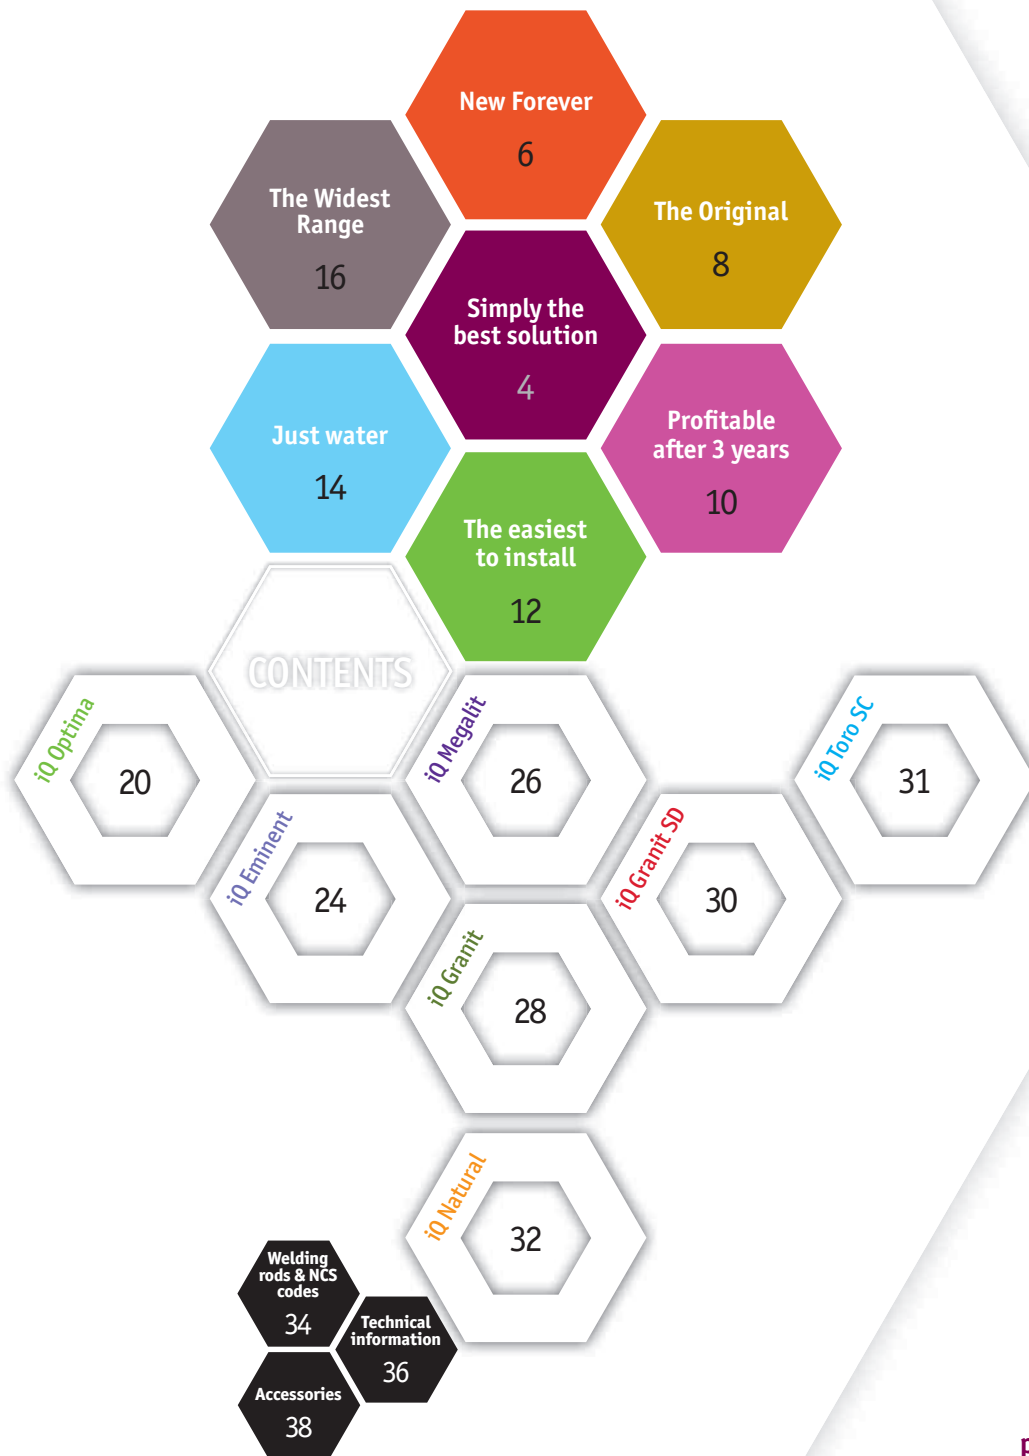 New Forever
6
The Widest
Range
16
The Original
8
Simply the
best solution
4
Just water
14
Profitable
after 3 years
10
The easiest
to install
12
CONTENTS
iQ Optima
20
iQ Megalit
26
iQ Toro SC
31
iQ Eminent
24
iQ Granit SD
30
iQ Granit
28
iQ Natural
32
Welding
rods & NCS
codes
34
Technical
information
36
Accessories
38